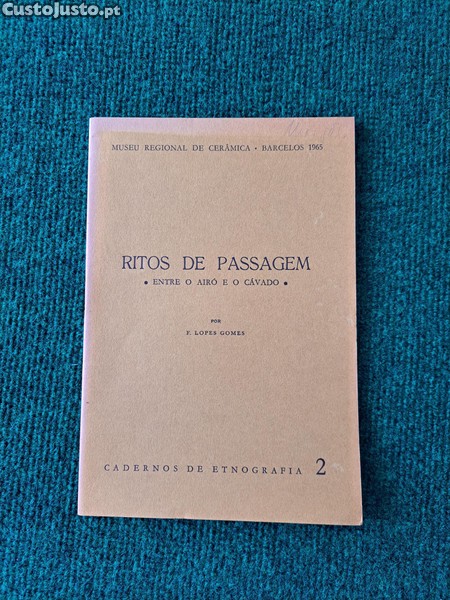 CustoJusto.pt
MUSEU REGIONAL DE CERÂMICA • BARCELOS 1965
RITOS DE PASSAGEM
• ENTRE O AIRÓ E O CÁVADO •
POR
F. LOPES GOMES
CADERNOS DE ETNOGRAFIA 2